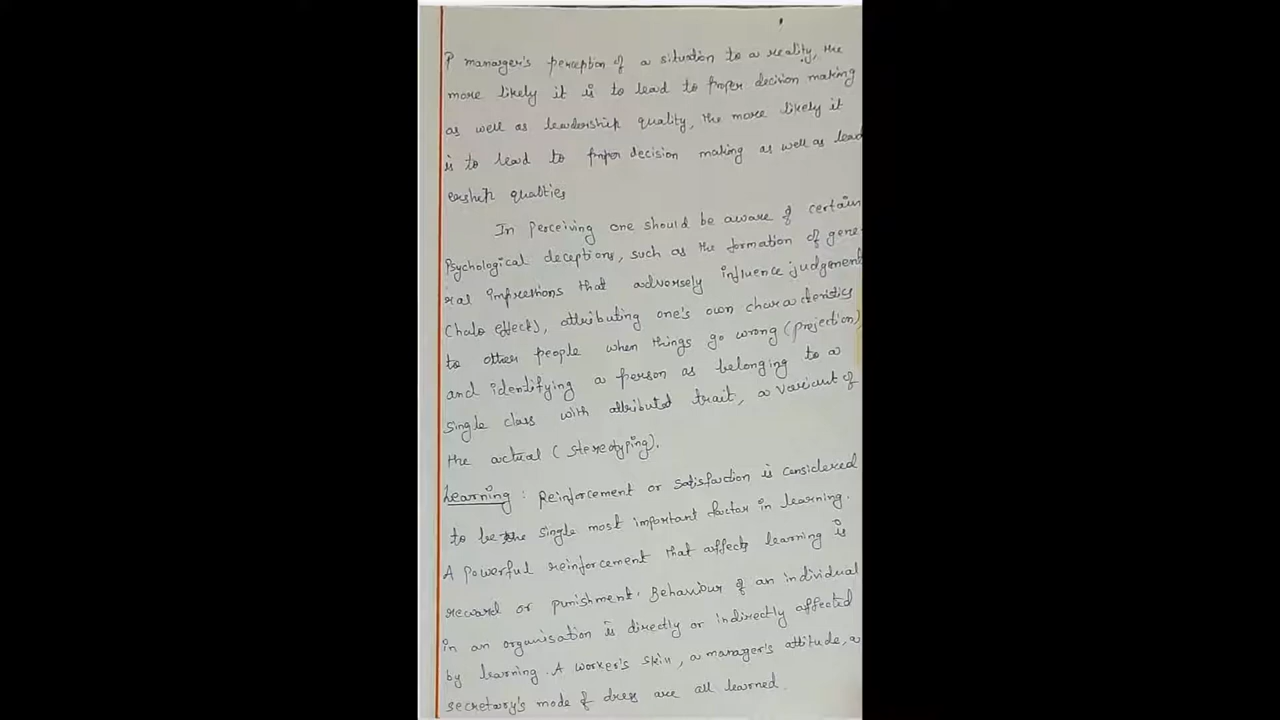 P manager's perception of a situation to a reality, the
more likely it is to lead to proper decision making
as well as leadership quality, the more likely it
is to lead to proper decision making as well as lead
ership qualities
In perceiving one should be aware of certain
Psychological deceptions, such as the formation of gene-
ral impressions that adversely influence judgement
(halo effect), attributing one's own characteristics
to other people when things go wrong (projection)
and identifying a person as belonging to a
single class with attributed trait, a variant of
the actual (stereotyping).
Learning : Reinforcement or satisfaction is considered
to be the single most important factor in learning.
A powerful reinforcement that affects learning is
reward or punishment. Behaviour of an individual
in an organisation is directly or indirectly affected
by learning. A worker's skin, a manager's attitude, a
secretary's mode of dress are all learned.